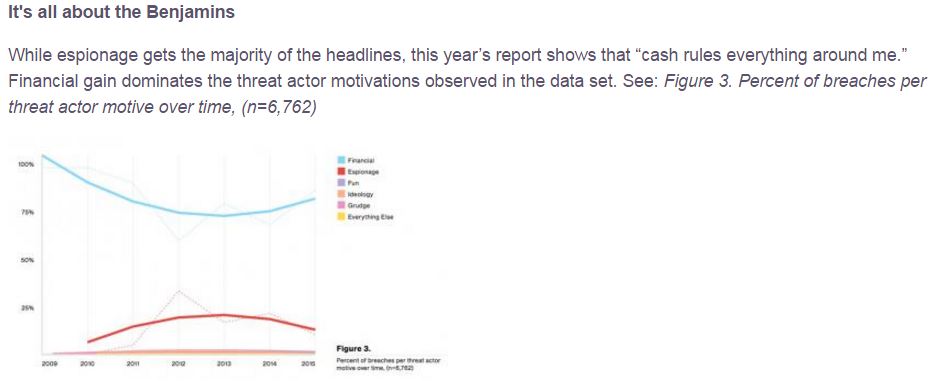 It's all about the Benjamins
While espionage gets the majority of the headlines, this year's report shows that “cash rules everything around me.”
Financial gain dominates the threat actor motivations observed in the data set. See: Figure 3. Percent of breaches per
threat actor motive over time, (n=6,762)
100%
75%
50%
25%
2009 2010 2011 2012 2013 2014 2015
Financial
Espionage
Fun
Ideology
Grudge
Everything Else
Figure 3.
Percent of breaches per threat actor
motive over time, (n=6,762)